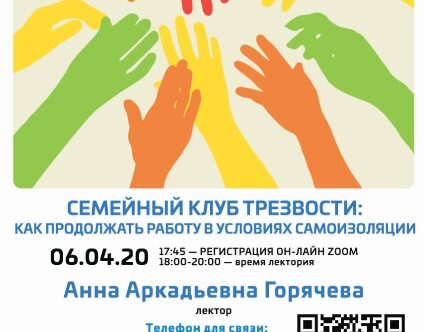 СЕМЕЙНЫЙ КЛУБ ТРЕЗВОСТИ:
КАК ПРОДОЛЖАТЬ РАБОТУ В УСЛОВИЯХ САМОИЗОЛЯЦИИ
06.04.20
17:45 — РЕГИСТРАЦИЯ ОН-ЛАЙН ZOOM
18:00-20:00 — время лектория
Анна Аркадьевна Горячева
лектор
Телефон для связи: